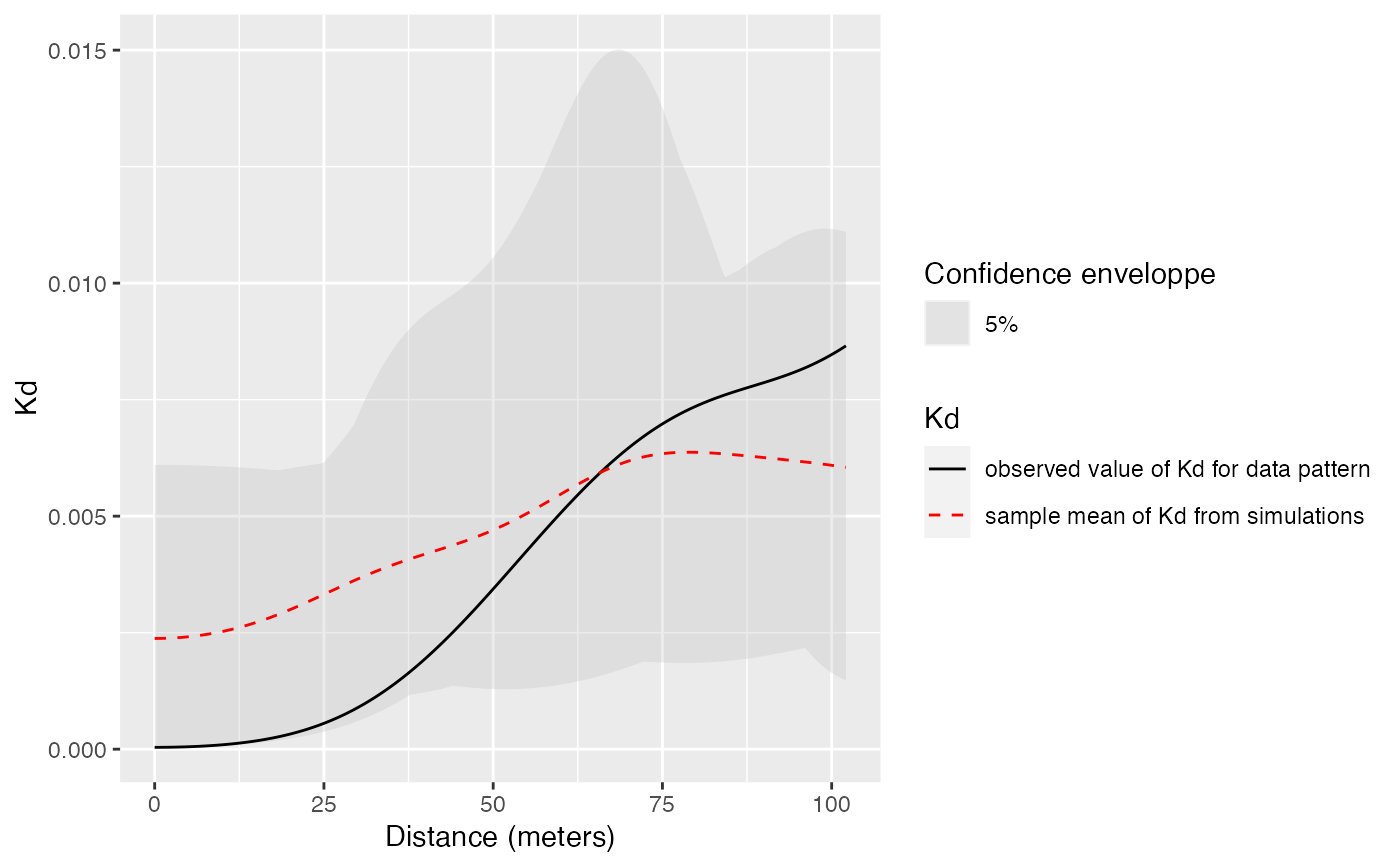 0.015
0.010
0.005
0.000
Kd
0 25 50 75 100
Distance (meters)
Confidence enveloppe
5%
Kd
observed value of Kd for data pattern
sample mean of Kd from simulations